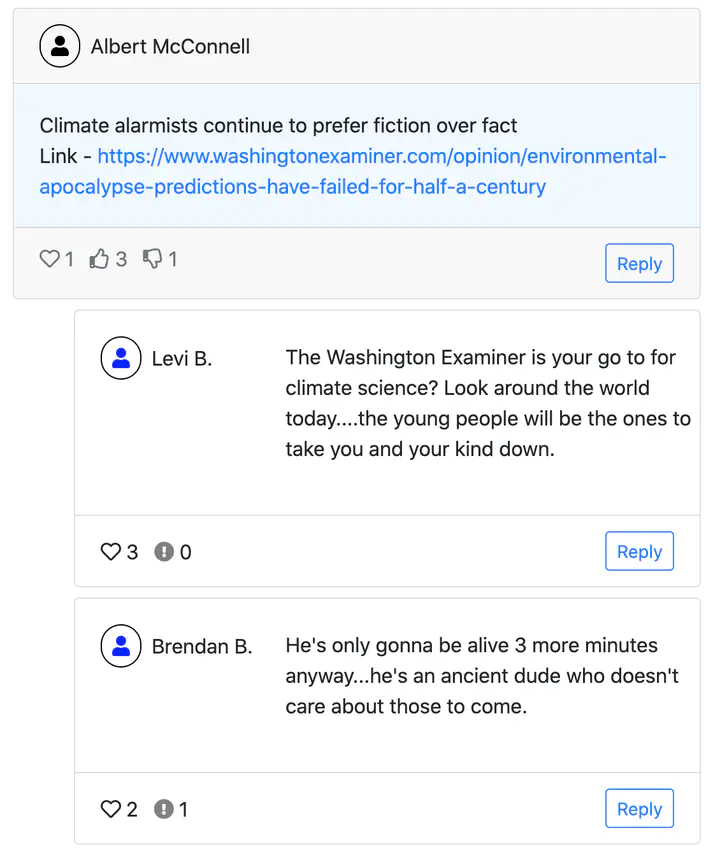 Albert McConnell
Climate alarmists continue to prefer fiction over fact
Link - https://www.washingtonexaminer.com/opinion/environmental-
apocalypse-predictions-have-failed-for-half-a-century
1 3 1 Reply
Levi B.
The Washington Examiner is your go to for
climate science? Look around the world
today....the young people will be the ones to
take you and your kind down.
3 ! 0 Reply
Brendan B.
He's only gonna be alive 3 more minutes
anyway...he's an ancient dude who doesn't
care about those to come.
2 ! 1 Reply